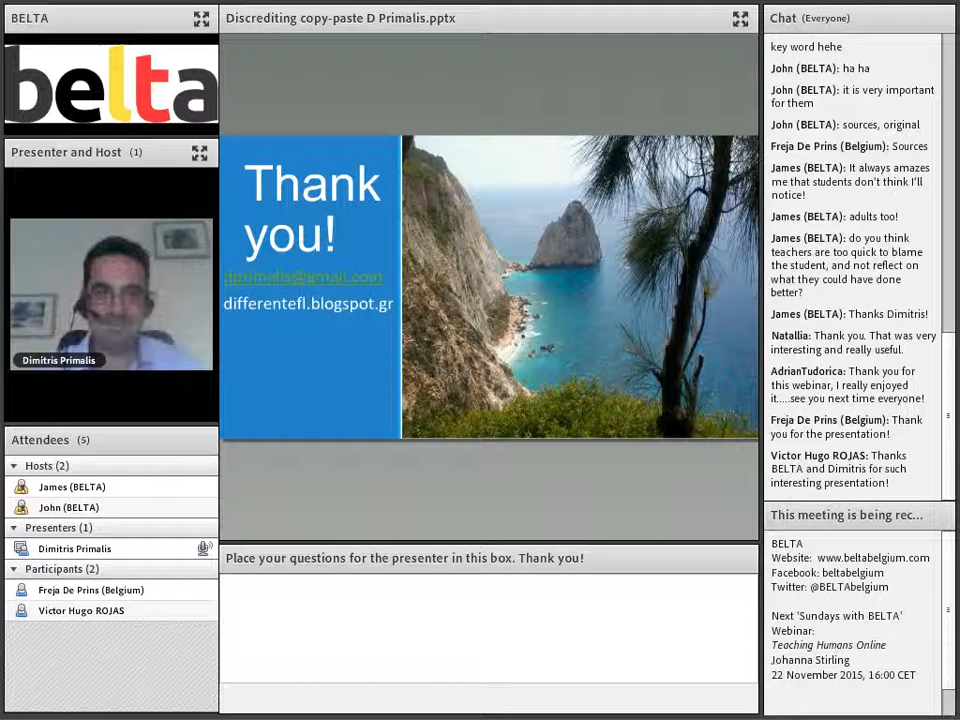 BELTA
belta
Presenter and Host (1)
Dimitris Primalis
Attendees (5)
Hosts (2)
James (BELTA)
John (BELTA)
Presenters (1)
Dimitris Primalis
Participants (2)
Freja De Prins (Belgium)
Victor Hugo ROJAS
Discrediting copy-paste D Primalis.pptx
Thank
you!
dprimalis@gmail.com
differentefl.blogspot.gr
Place your questions for the presenter in this box. Thank you!
Chat (Everyone)
key word hehe
John (BELTA): ha ha
John (BELTA): it is very important
for them
John (BELTA): sources, original
Freja De Prins (Belgium): Sources
James (BELTA): It always amazes
me that students don't think I'll
notice!
James (BELTA): adults too!
James (BELTA): do you think
teachers are too quick to blame
the student, and not reflect on
what they could have done
better?
James (BELTA): Thanks Dimitris!
Natallia: Thank you. That was very
interesting and really useful.
AdrianTudorica: Thank you for
this webinar, I really enjoyed
it.....see you next time everyone!
Freja De Prins (Belgium): Thank
you for the presentation!
Victor Hugo ROJAS: Thanks
BELTA and Dimitris for such
interesting presentation!
This meeting is being rec...
BELTA
Website: www.beltabelgium.com
Facebook: beltabelgium
Twitter: @BELTAbelgium
Next 'Sundays with BELTA'
Webinar:
Teaching Humans Online
Johanna Stirling
22 November 2015, 16:00 CET